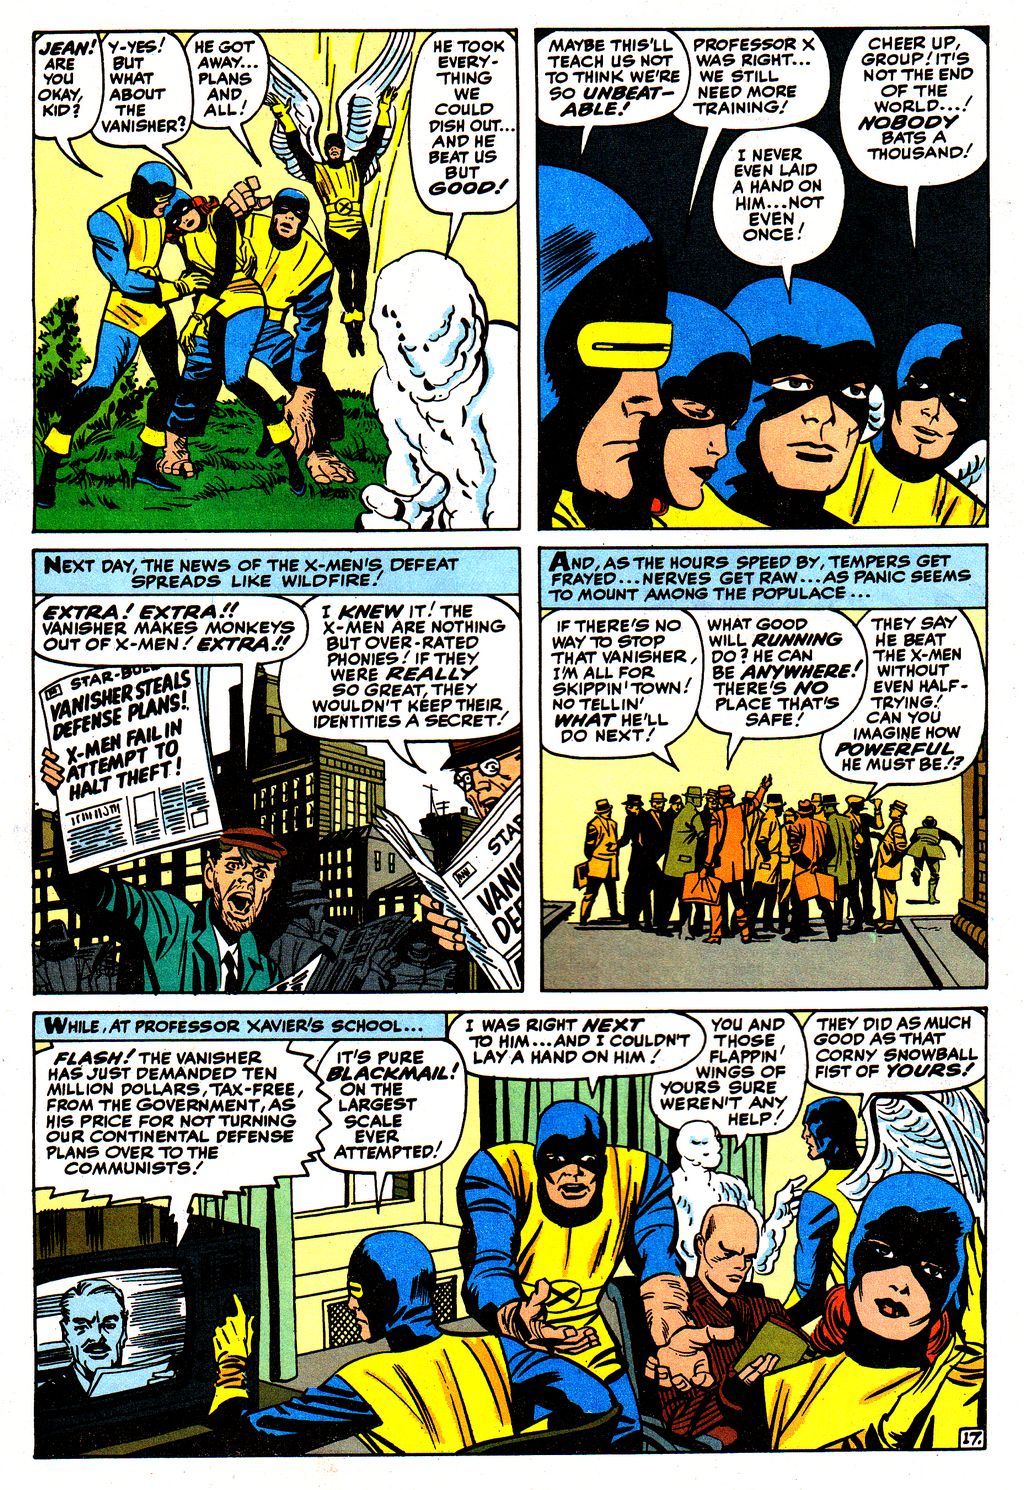 JEAN!
ARE
YOU
OKAY,
KID?
Y-YES!
BUT
WHAT
ABOUT
THE
VANISHER?
HE GOT
AWAY...
PLANS
AND
ALL!
HE TOOK
EVERY-
THING
WE
COULD
DISH OUT...
AND HE
BEAT US
BUT
GOOD!
MAYBE THIS'LL
TEACH US NOT
TO THINK WE'RE
SO UNBEAT-
ABLE!
PROFESSOR X
WAS RIGHT...
WE STILL
NEED MORE
TRAINING!
I NEVER
EVEN LAID
A HAND ON
HIM...NOT
EVEN
ONCE!
CHEER UP,
GROUP! IT'S
NOT THE END
OF THE
WORLD...!
NOBODY
BATS A
THOUSAND!
NEXT DAY, THE NEWS OF THE X-MEN'S DEFEAT
SPREADS LIKE WILDFIRE!
EXTRA! EXTRA!!
VANISHER MAKES MONKEYS
OUT OF X-MEN! EXTRA!!
I KNEW IT! THE
X-MEN ARE NOTHING
BUT OVER-RATED
PHONIES! IF THEY
WERE REALLY
SO GREAT, THEY
WOULDN'T KEEP THEIR
IDENTITIES A SECRET!
VANISHER STEALS
DEFENSE PLANS!
X-MEN FAIL IN
ATTEMPT TO
HALT THEFT!
STAR
VANIS
DEF
AND, AS THE HOURS SPEED BY, TEMPERS GET
FRAYED...NERVES GET RAW...AS PANIC SEEMS
TO MOUNT AMONG THE POPULACE...
IF THERE'S NO
WAY TO STOP
THAT VANISHER,
I'M ALL FOR
SKIPPIN' TOWN!
NO TELLIN'
WHAT HE'LL
DO NEXT!
WHAT GOOD
WILL RUNNING
DO? HE CAN
BE ANYWHERE!
THERE'S NO
PLACE THAT'S
SAFE!
THEY SAY
HE BEAT
THE X-MEN
WITHOUT
EVEN HALF-
TRYING!
CAN YOU
IMAGINE HOW
POWERFUL
HE MUST BE.!?
WHILE, AT PROFESSOR XAVIER'S SCHOOL...
FLASH! THE VANISHER
HAS JUST DEMANDED TEN
MILLION DOLLARS, TAX-FREE,
FROM THE GOVERNMENT, AS
HIS PRICE FOR NOT TURNING
OUR CONTINENTAL DEFENSE
PLANS OVER TO THE
COMMUNISTS!
IT'S PURE
BLACKMAIL!
ON THE
LARGEST
SCALE
EVER
ATTEMPTED!
I WAS RIGHT NEXT
TO HIM...AND I COULDN'T
LAY A HAND ON HIM!
YOU AND
THOSE
FLAPPIN'
WINGS OF
YOURS SURE
WEREN'T ANY
HELP!
THEY DID AS MUCH
GOOD AS THAT
CORNY SNOWBALL
FIST OF YOURS!
17.